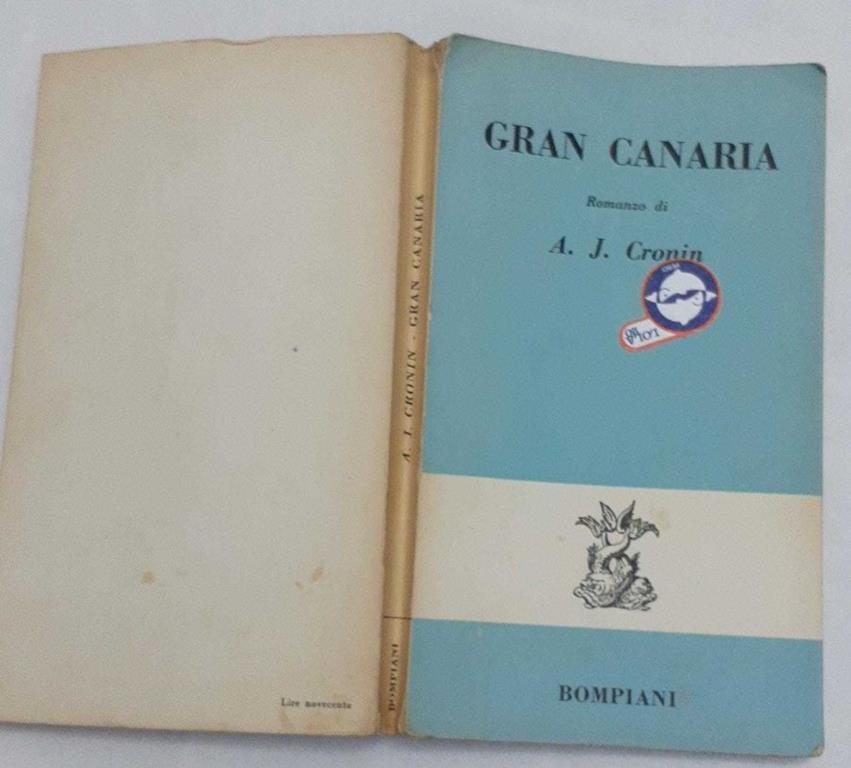 GRAN CANARIA
Romanzo di
A. J. Cronin
BOMPIANI
A. J. CRONIN - GRAN CANARIA
BOMPIANI
Lire novecento